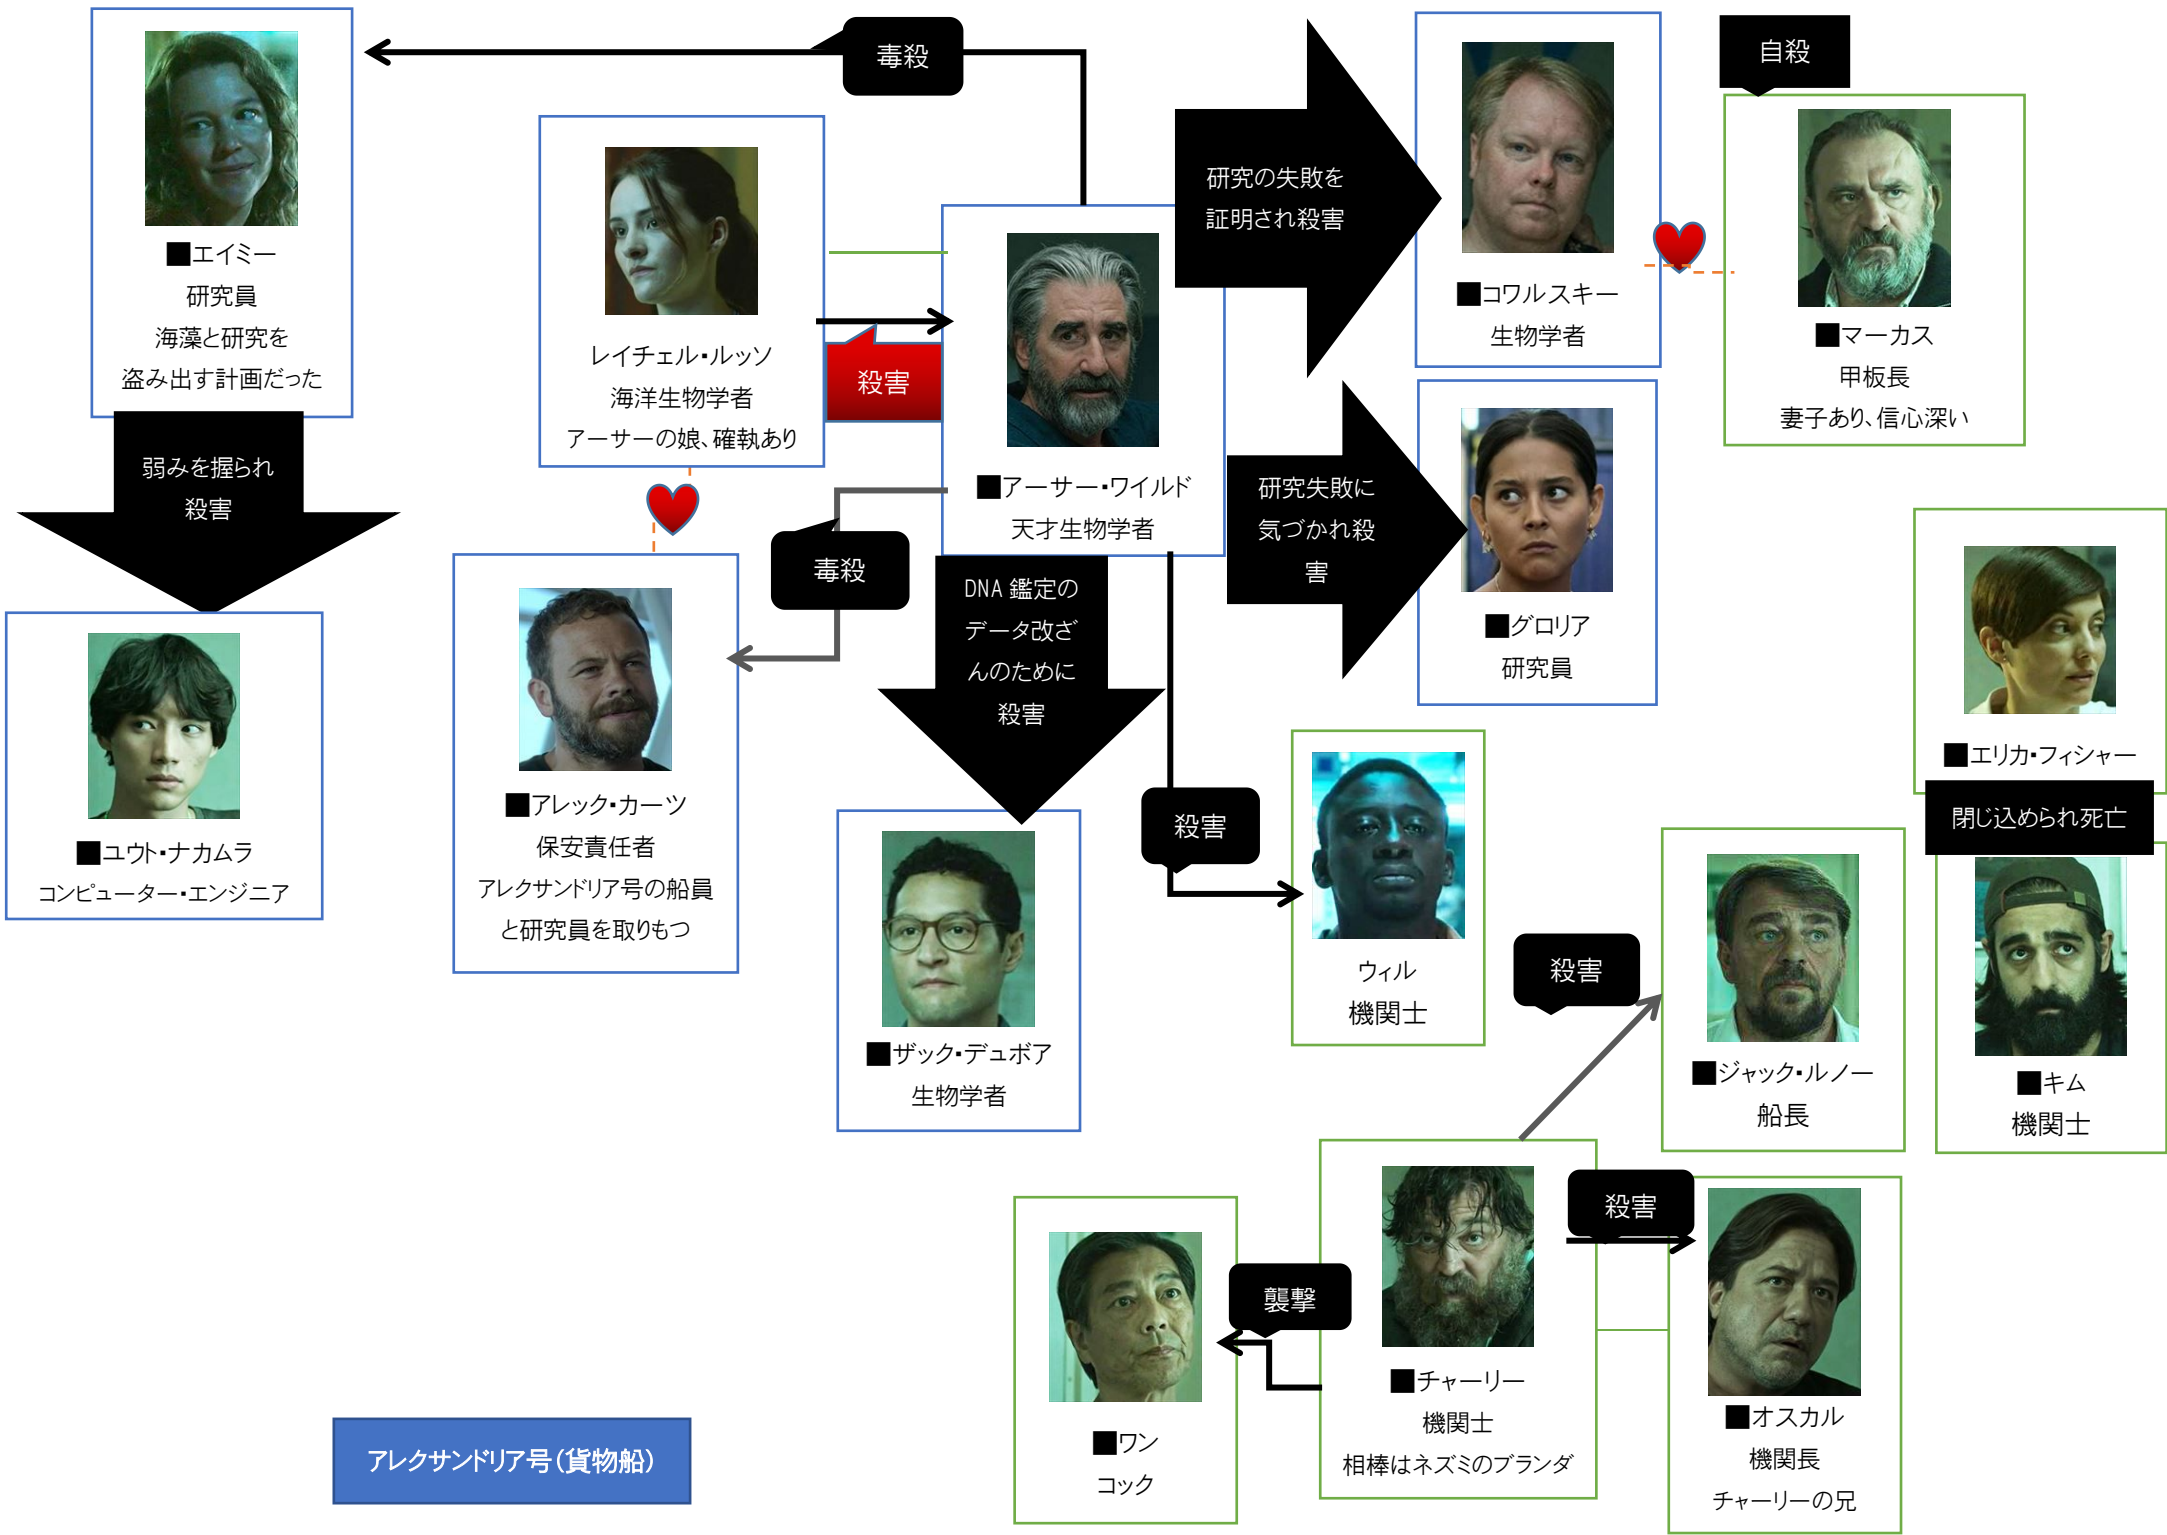 毒殺
自殺
研究の失敗を
証明され殺害
■エイミー
研究員
海藻と研究を
盗み出す計画だった
レイチェル・ルッソ
海洋生物学者
アーサーの娘、確執あり
殺害
■コワルスキー
生物学者
■マーカス
甲板長
妻子あり、信心深い
弱みを握られ
殺害
■アーサー・ワイルド
天才生物学者
研究失敗に
気づかれ殺
害
毒殺
DNA 鑑定の
データ改ざ
んのために
殺害
■グロリア
研究員
■ユウト・ナカムラ
コンピューター・エンジニア
■アレック・カーツ
保安責任者
アレクサンドリア号の船員
と研究員を取りもつ
殺害
■エリカ・フィシャー
閉じ込められ死亡
■ザック・デュボア
生物学者
ウィル
機関士
殺害
■ジャック・ルノー
船長
■キム
機関士
殺害
襲撃
■チャーリー
機関士
相棒はネズミのブランダ
■オスカル
機関長
チャーリーの兄
■ワン
コック
アレクサンドリア号（貨物船）